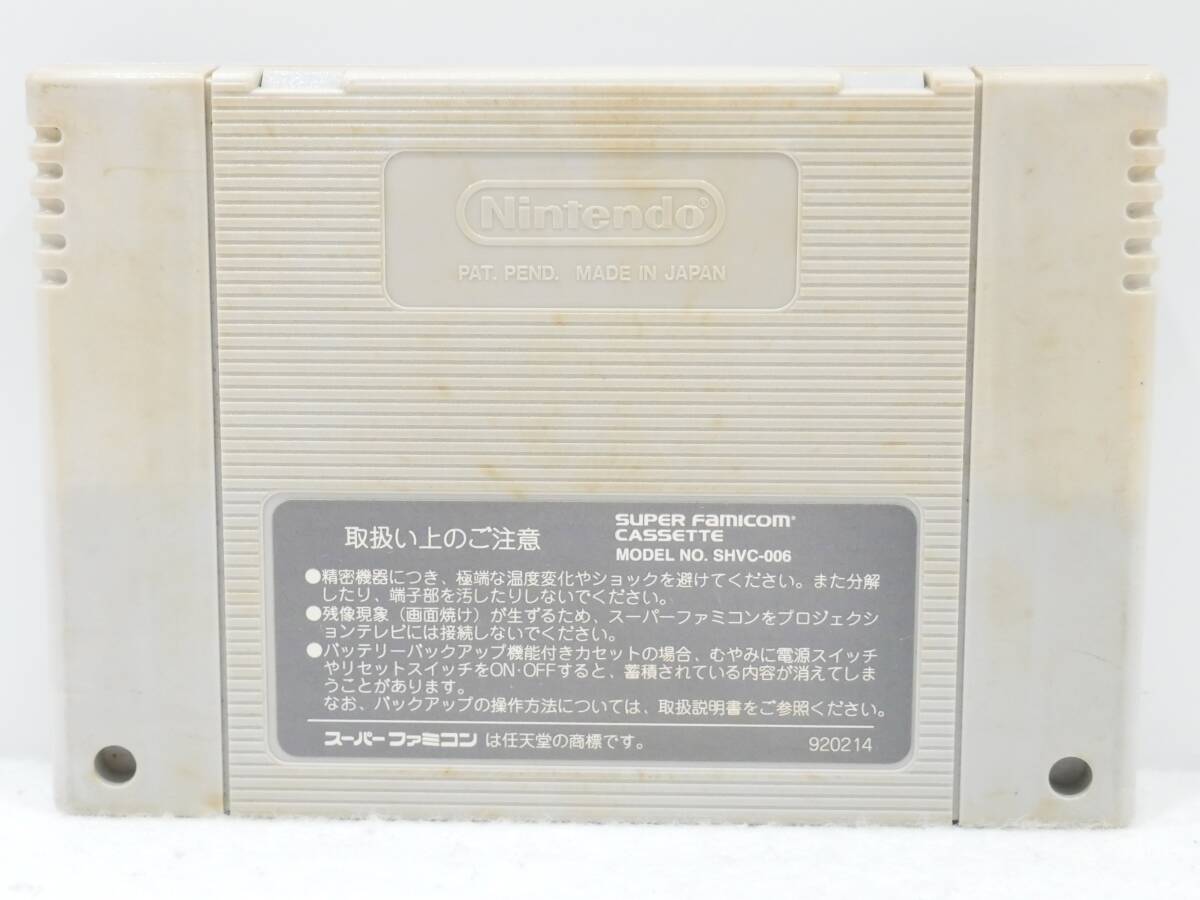 Nintendo®
PAT. PEND. MADE IN JAPAN
取扱い上のご注意
SUPER FAMICOM®
CASSETTE
MODEL NO. SHVC-006
●精密機器につき、極端な温度変化やショックを避けてください。また分解
したり、端子部を汚したりしないでください。
●残像現象（画面焼け）が生ずるため、スーパーファミコンをプロジェクシ
ョンテレビには接続しないでください。
●バッテリーバックアップ機能付きカセットの場合、むやみに電源スイッチ
やリセットスイッチをON·OFFすると、蓄積されている内容が消えてしま
うことがあります。
なお、バックアップの操作方法については、取扱説明書をご参照ください。
スーパーファミコンは任天堂の商標です。 920214